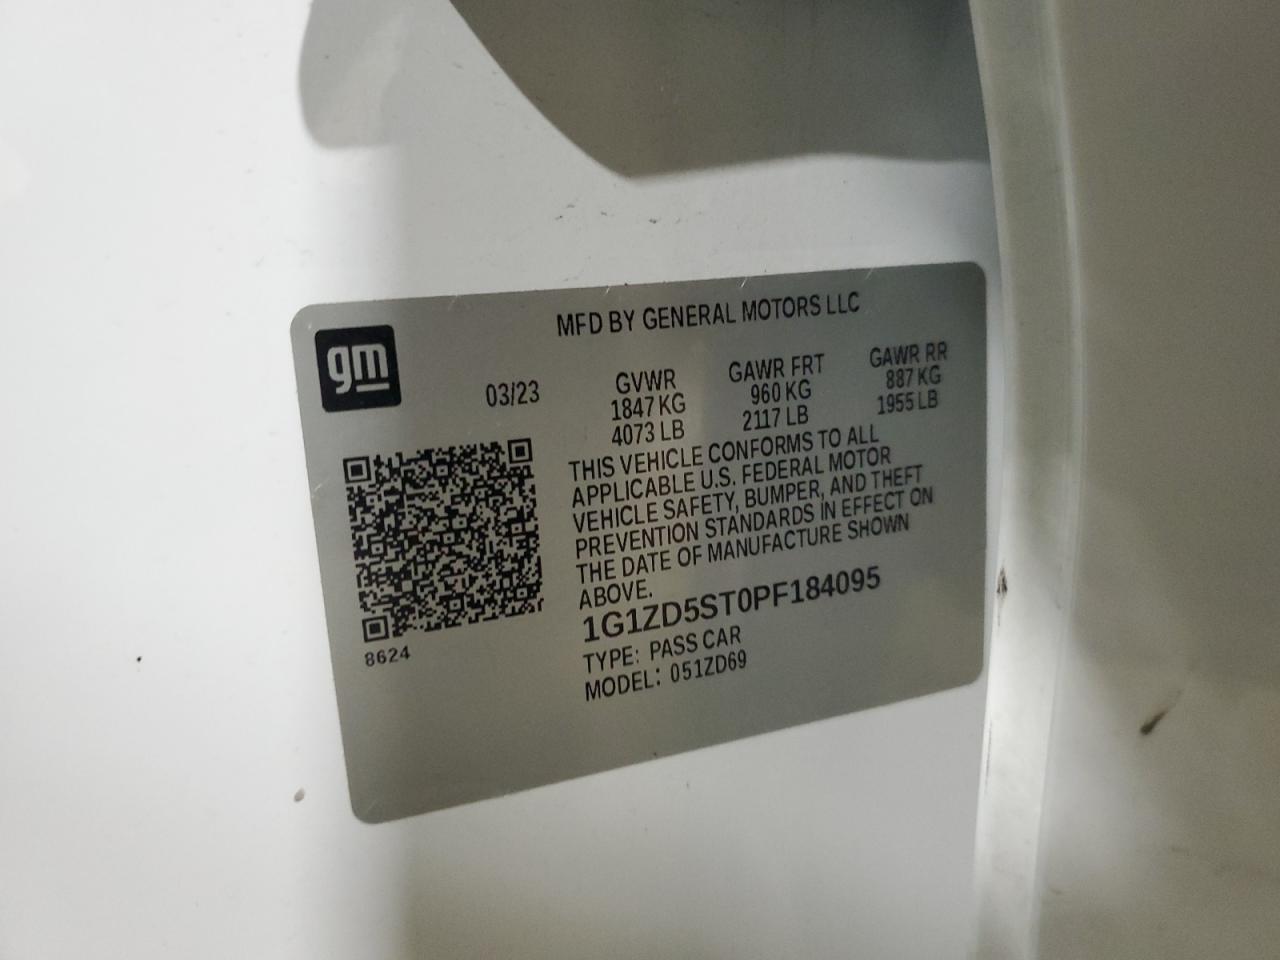 MFD BY GENERAL MOTORS LLC
gm
03/23
GVWR GAWR FRT GAWR RR
1847 KG 960 KG 887 KG
4073 LB 2117 LB 1955 LB
THIS VEHICLE CONFORMS TO ALL
APPLICABLE U.S. FEDERAL MOTOR
VEHICLE SAFETY, BUMPER, AND THEFT
PREVENTION STANDARDS IN EFFECT ON
THE DATE OF MANUFACTURE SHOWN
ABOVE.
1G1ZD5ST0PF184095
8624
TYPE: PASS CAR
MODEL: 051ZD69